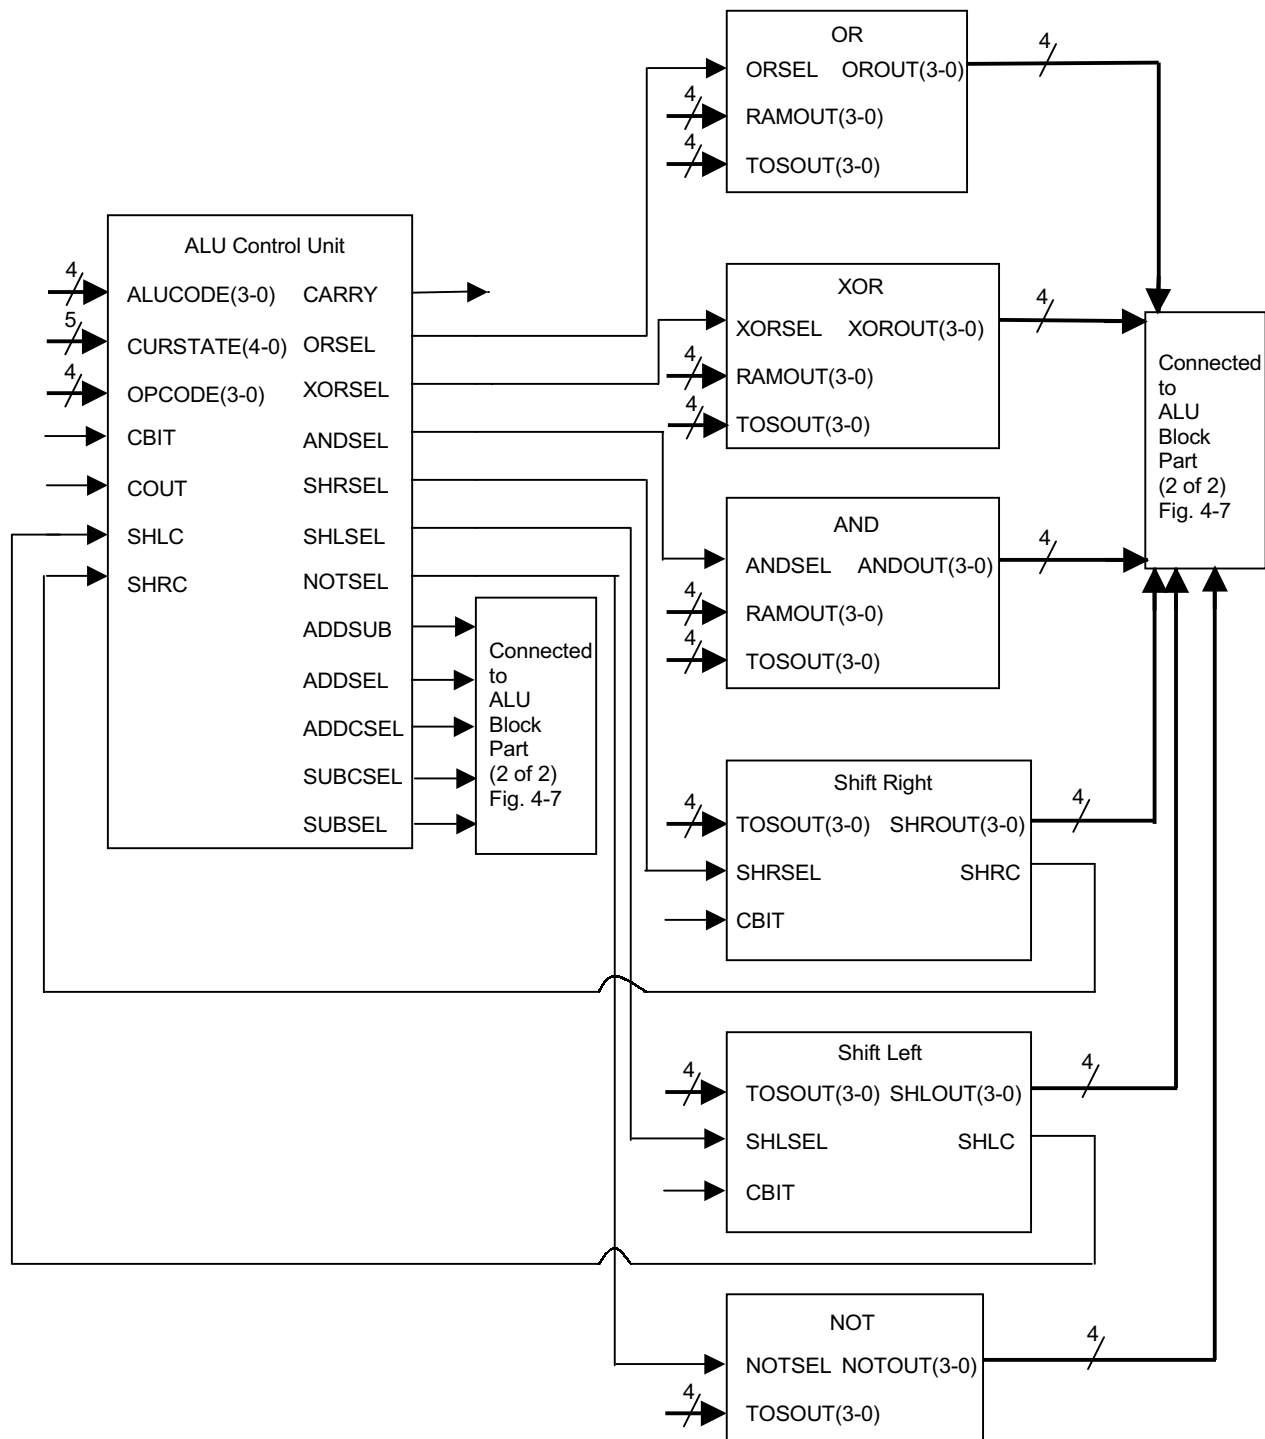 OR
4
ORSEL OROUT(3-0)
4
RAMOUT(3-0)
4
TOSOUT(3-0)
ALU Control Unit
4
ALUCODE(3-0) CARRY
5
CURSTATE(4-0) ORSEL
4
OPCODE(3-0) XORSEL
CBIT ANDSEL
COUT SHRSEL
SHLC SHLSEL
SHRC NOTSEL
ADDSUB
ADDSEL
ADDCSEL
SUBCSEL
SUBSEL
Connected
to
ALU
Block
Part
(2 of 2)
Fig. 4-7
XOR
4
XORSEL XOROUT(3-0)
4
RAMOUT(3-0)
4
TOSOUT(3-0)
Connected
to
ALU
Block
Part
(2 of 2)
Fig. 4-7
AND
4
ANDSEL ANDOUT(3-0)
4
RAMOUT(3-0)
4
TOSOUT(3-0)
Shift Right
4
4
TOSOUT(3-0) SHROUT(3-0)
SHRSEL SHRC
CBIT
Shift Left
4
4
TOSOUT(3-0) SHLOUT(3-0)
SHLSEL SHLC
CBIT
NOT
4
NOTSEL NOTOUT(3-0)
4
TOSOUT(3-0)